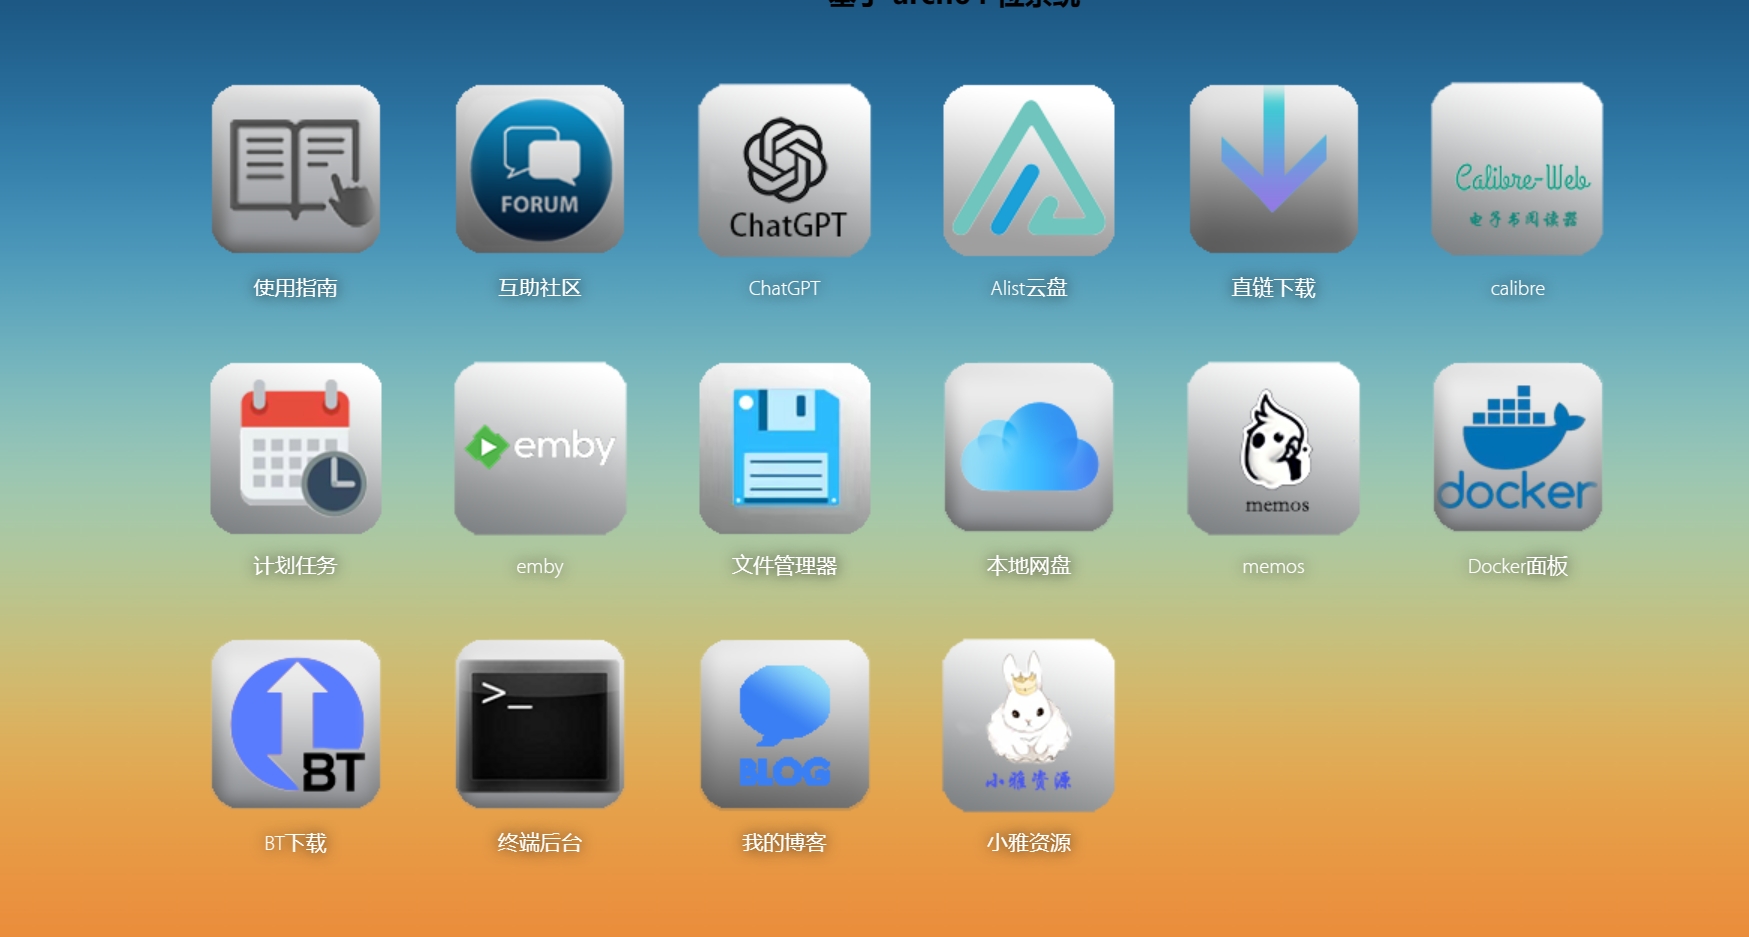 FORUM
ChatGPT
Calibre-Web
电子书阅读器
使用指南
互助社区
ChatGPT
Alist云盘
直链下载
calibre
emby
memos
docker
计划任务
emby
文件管理器
本地网盘
memos
Docker面板
BT
>_
BLOG
小雅资源
BT下载
终端后台
我的博客
小雅资源